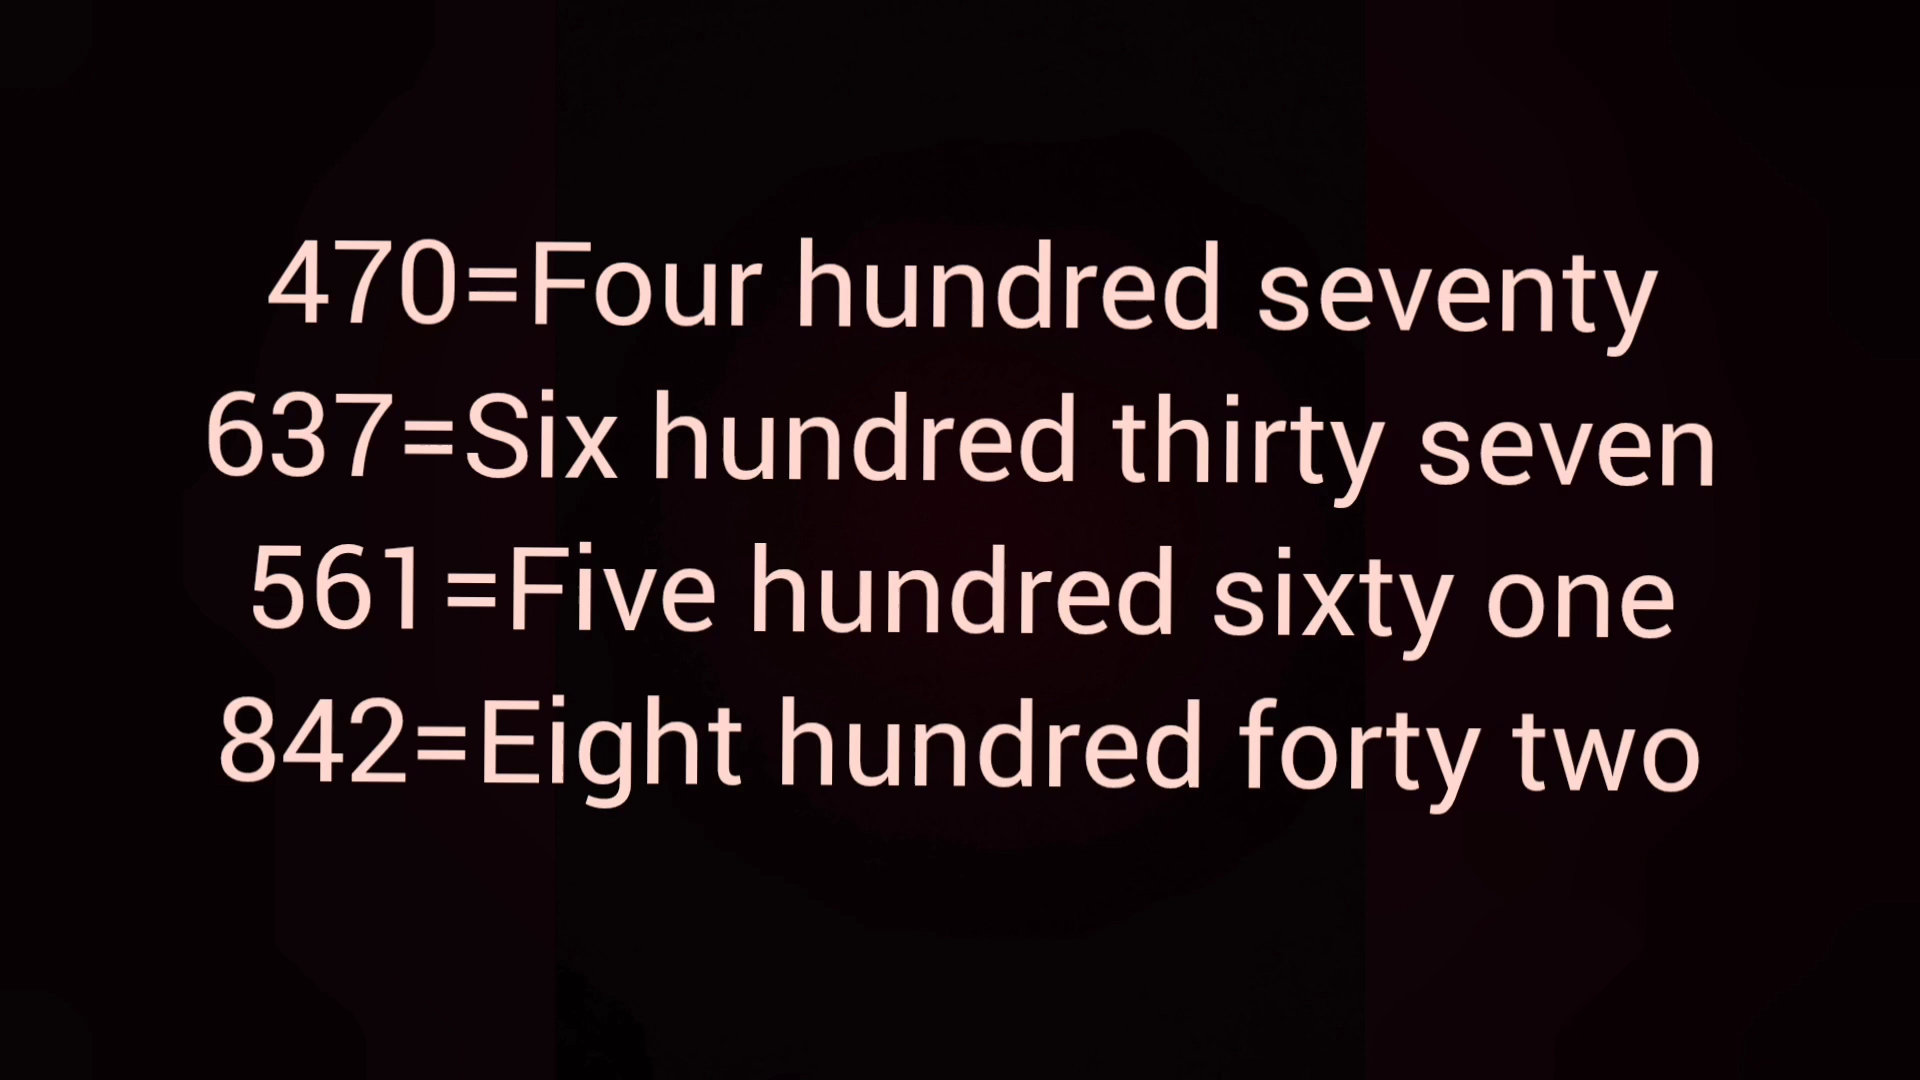 470=Four hundred seventy
637=Six hundred thirty seven
561=Five hundred sixty one
842=Eight hundred forty two